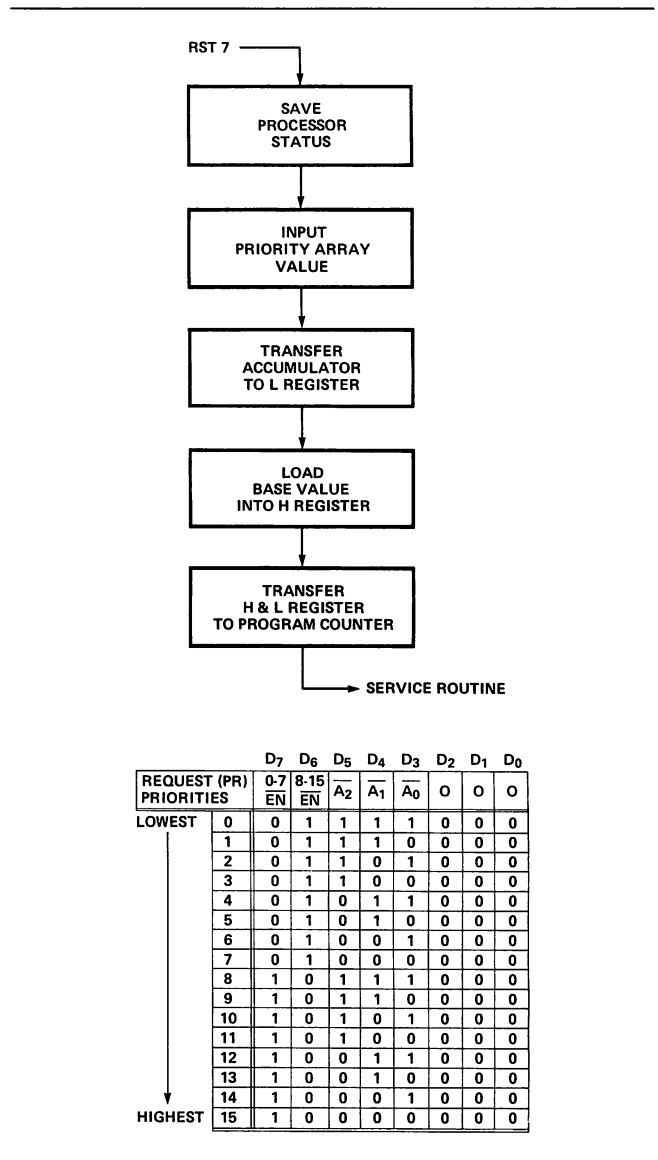 RST 7
SAVE
PROCESSOR
STATUS
INPUT
PRIORITY ARRAY
VALUE
TRANSFER
ACCUMULATOR
TO L REGISTER
LOAD
BASE VALUE
INTO H REGISTER
TRANSFER
H & L REGISTER
TO PROGRAM COUNTER
SERVICE ROUTINE
D7 D6 D5 D4 D3 D2 D1 D0
REQUEST (PR) PRIORITIES 0-7 E̅N̅ 8-15 E̅N̅ A̅2 A̅1 A̅0 O O O
LOWEST 0 0 1 1 1 1 0 0 0
1 0 1 1 1 0 0 0 0
2 0 1 1 0 1 0 0 0
3 0 1 1 0 0 0 0 0
4 0 1 0 1 1 0 0 0
5 0 1 0 1 0 0 0 0
6 0 1 0 0 1 0 0 0
7 0 1 0 0 0 0 0 0
8 1 0 1 1 1 0 0 0
9 1 0 1 1 0 0 0 0
10 1 0 1 0 1 0 0 0
11 1 0 1 0 0 0 0 0
12 1 0 0 1 1 0 0 0
13 1 0 0 1 0 0 0 0
14 1 0 0 0 1 0 0 0
HIGHEST 15 1 0 0 0 0 0 0 0